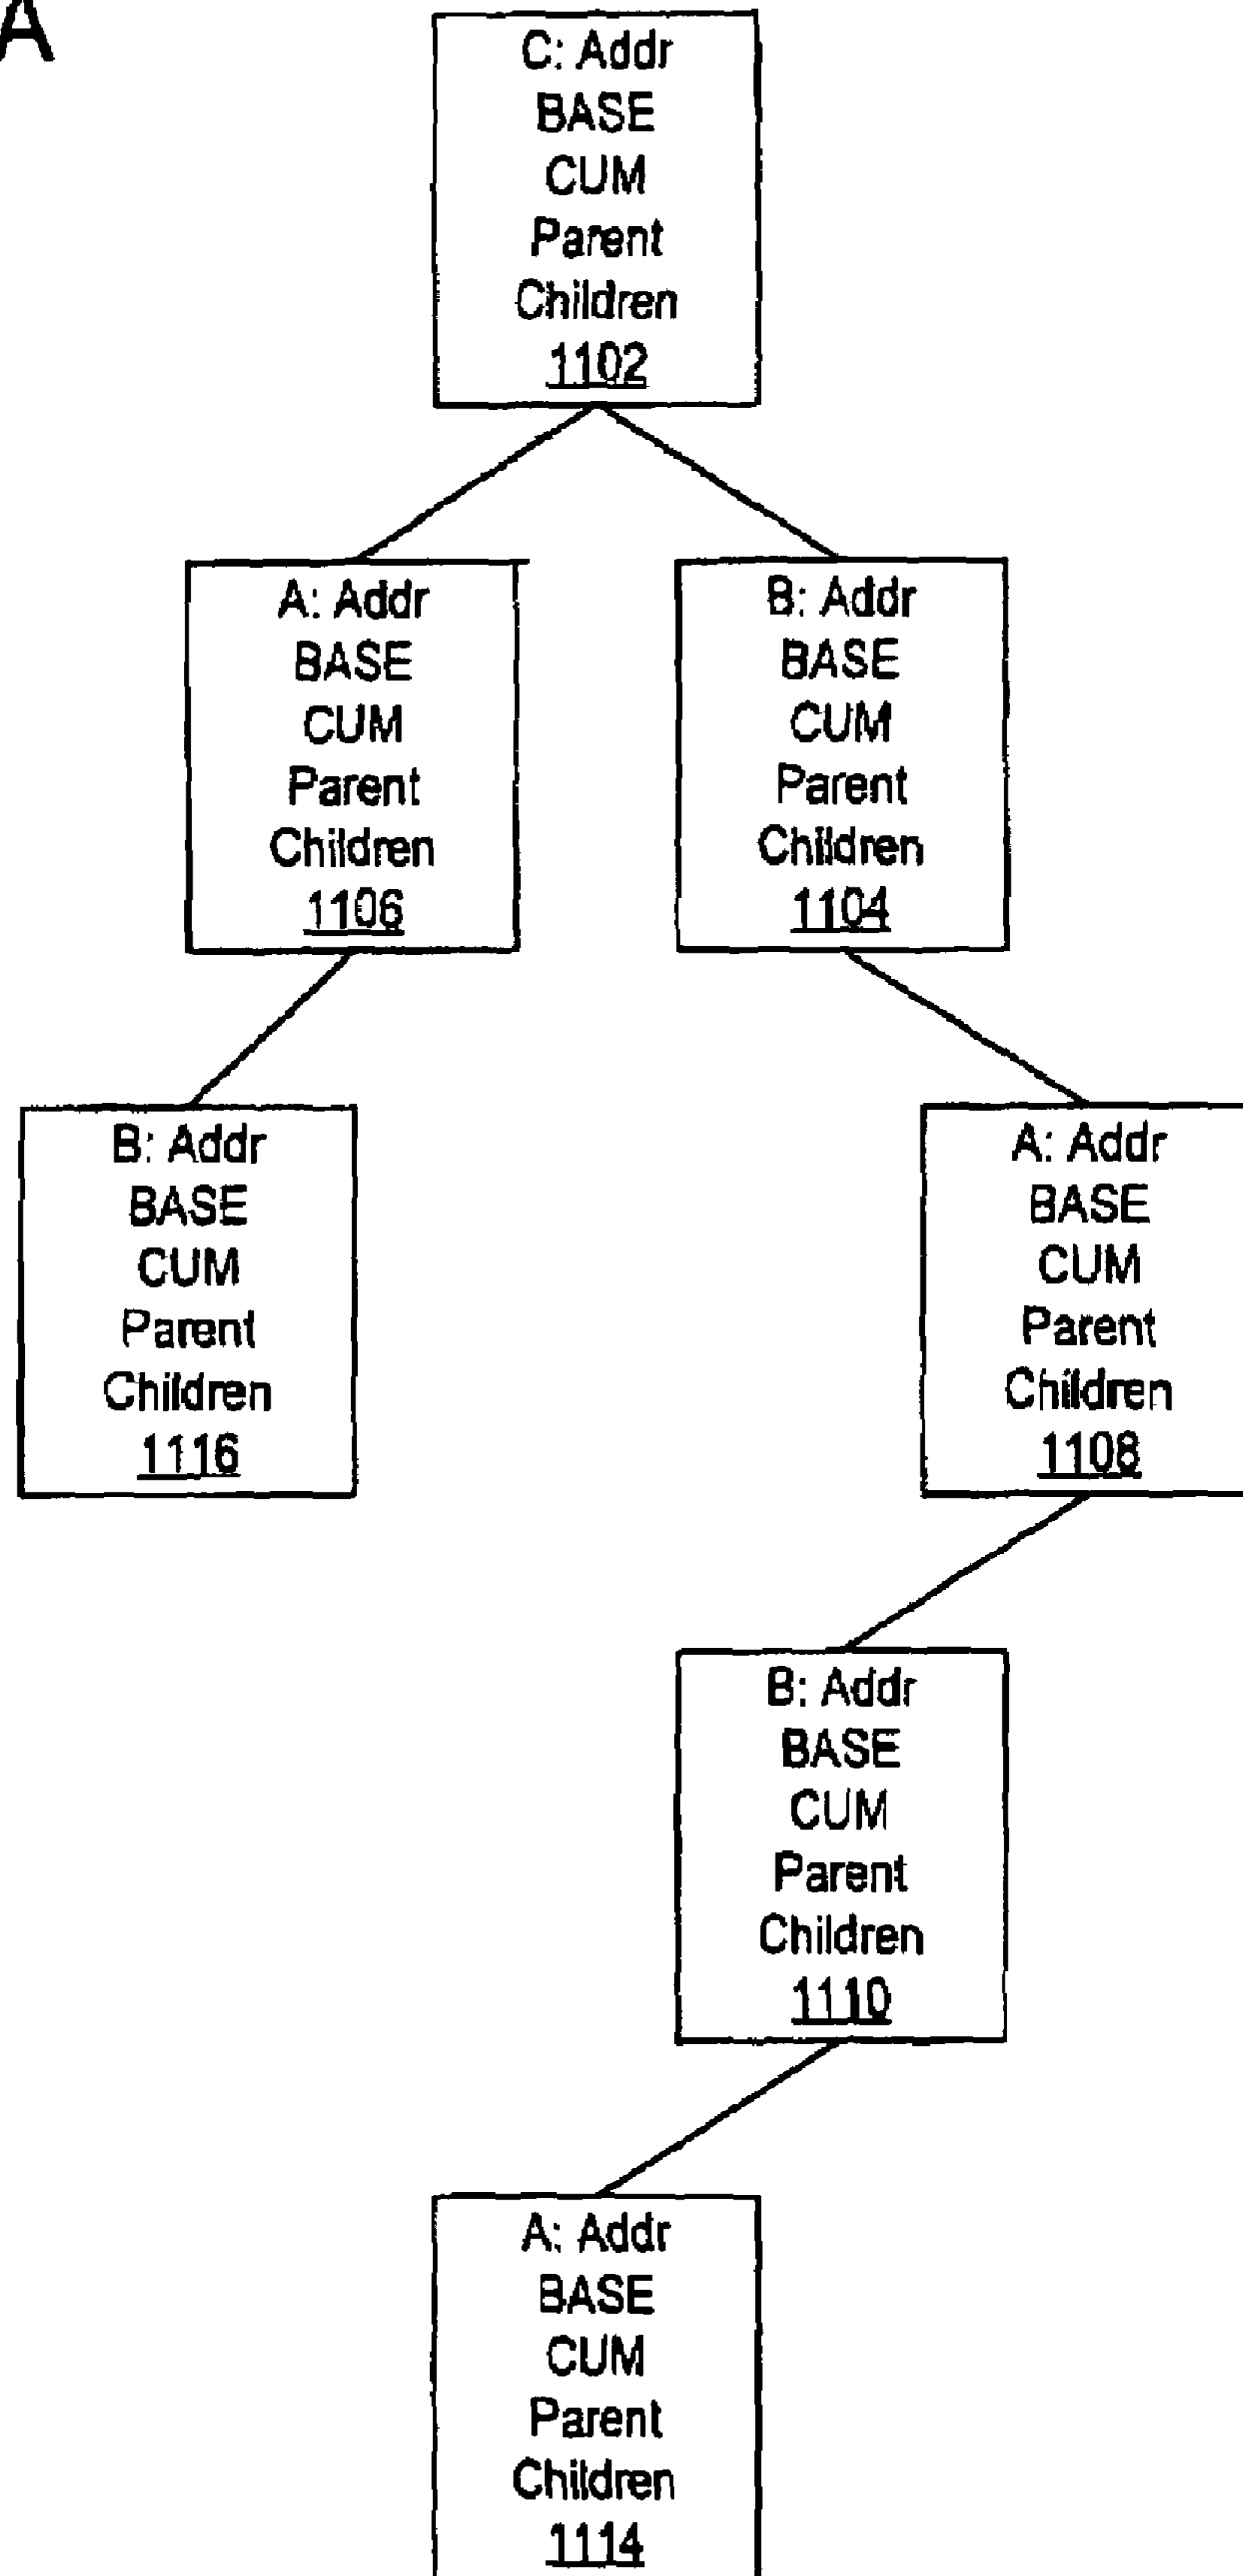 A
C: Addr
BASE
CUM
Parent
Children
1102
A: Addr
BASE
CUM
Parent
Children
1106
B: Addr
BASE
CUM
Parent
Children
1104
B: Addr
BASE
CUM
Parent
Children
1116
A: Addr
BASE
CUM
Parent
Children
1108
B: Addr
BASE
CUM
Parent
Children
1110
A: Addr
BASE
CUM
Parent
Children
1114